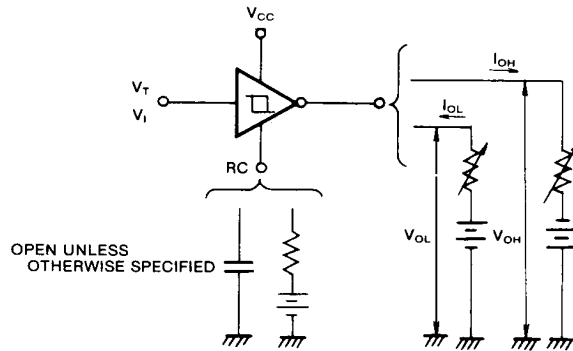 VCC
IOH
VT
VI
IOL
RC
OPEN UNLESS
OTHERWISE SPECIFIED
VOL
VOH